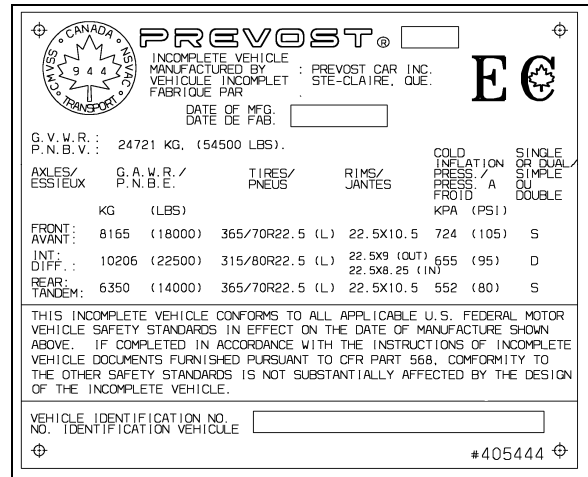 CANADA
CMVSS NSVAC
944
TRANSPORT
PREVOST®
INCOMPLETE VEHICLE
MANUFACTURED BY : PREVOST CAR INC.
VEHICULE INCOMPLET STE-CLAIRE, QUE.
FABRIQUE PAR .
EC
DATE OF MFG.
DATE DE FAB.
G.V.W.R.:
P.N.B.V.: 24721 KG, (54500 LBS).
AXLES/ ESSIEUX G.A.W.R./ P.N.B.E. TIRES/ PNEUS RIMS/ JANTES COLD INFLATION PRESS./ PRESS. A FROID SINGLE OR DUAL/ SIMPLE OU DOUBLE
KG (LBS) KPA (PSI)
FRONT: AVANT: 8165 (18000) 365/70R22.5 (L) 22.5X10.5 724 (105) S
INT: DIFF.: 10206 (22500) 315/80R22.5 (L) 22.5X9 (OUT) 22.5X8.25 (IN) 655 (95) D
REAR: TANDEM: 6350 (14000) 365/70R22.5 (L) 22.5X10.5 552 (80) S
THIS INCOMPLETE VEHICLE CONFORMS TO ALL APPLICABLE U.S. FEDERAL MOTOR
VEHICLE SAFETY STANDARDS IN EFFECT ON THE DATE OF MANUFACTURE SHOWN
ABOVE. IF COMPLETED IN ACCORDANCE WITH THE INSTRUCTIONS OF INCOMPLETE
VEHICLE DOCUMENTS FURNISHED PURSUANT TO CFR PART 568, COMFORMITY TO
THE OTHER SAFETY STANDARDS IS NOT SUBSTANTIALLY AFFECTED BY THE DESIGN
OF THE INCOMPLETE VEHICLE.
VEHICLE IDENTIFICATION NO.
NO. IDENTIFICATION VEHICULE
#405444